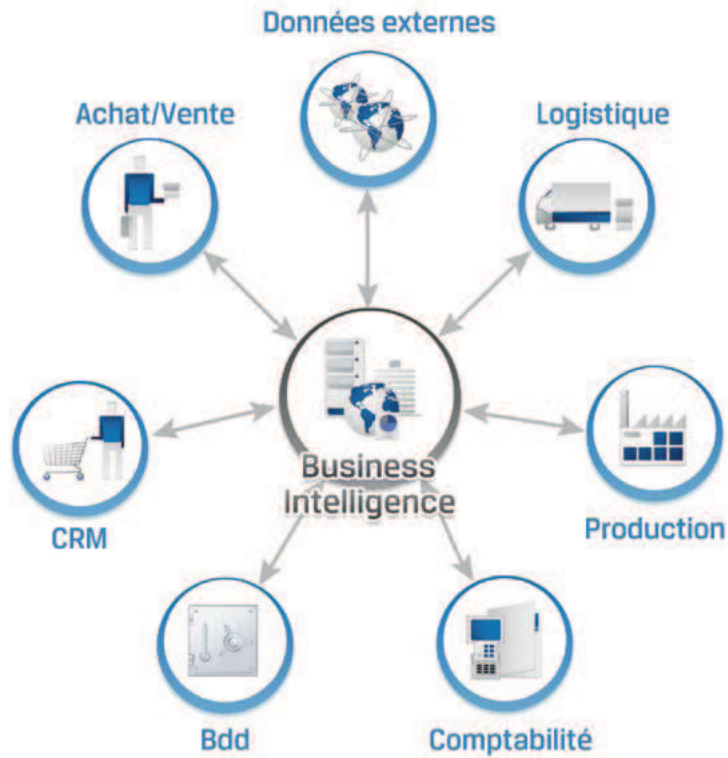 Données externes
Achat/Vente
Logistique
Business
Intelligence
CRM
Production
Bdd
Comptabilité